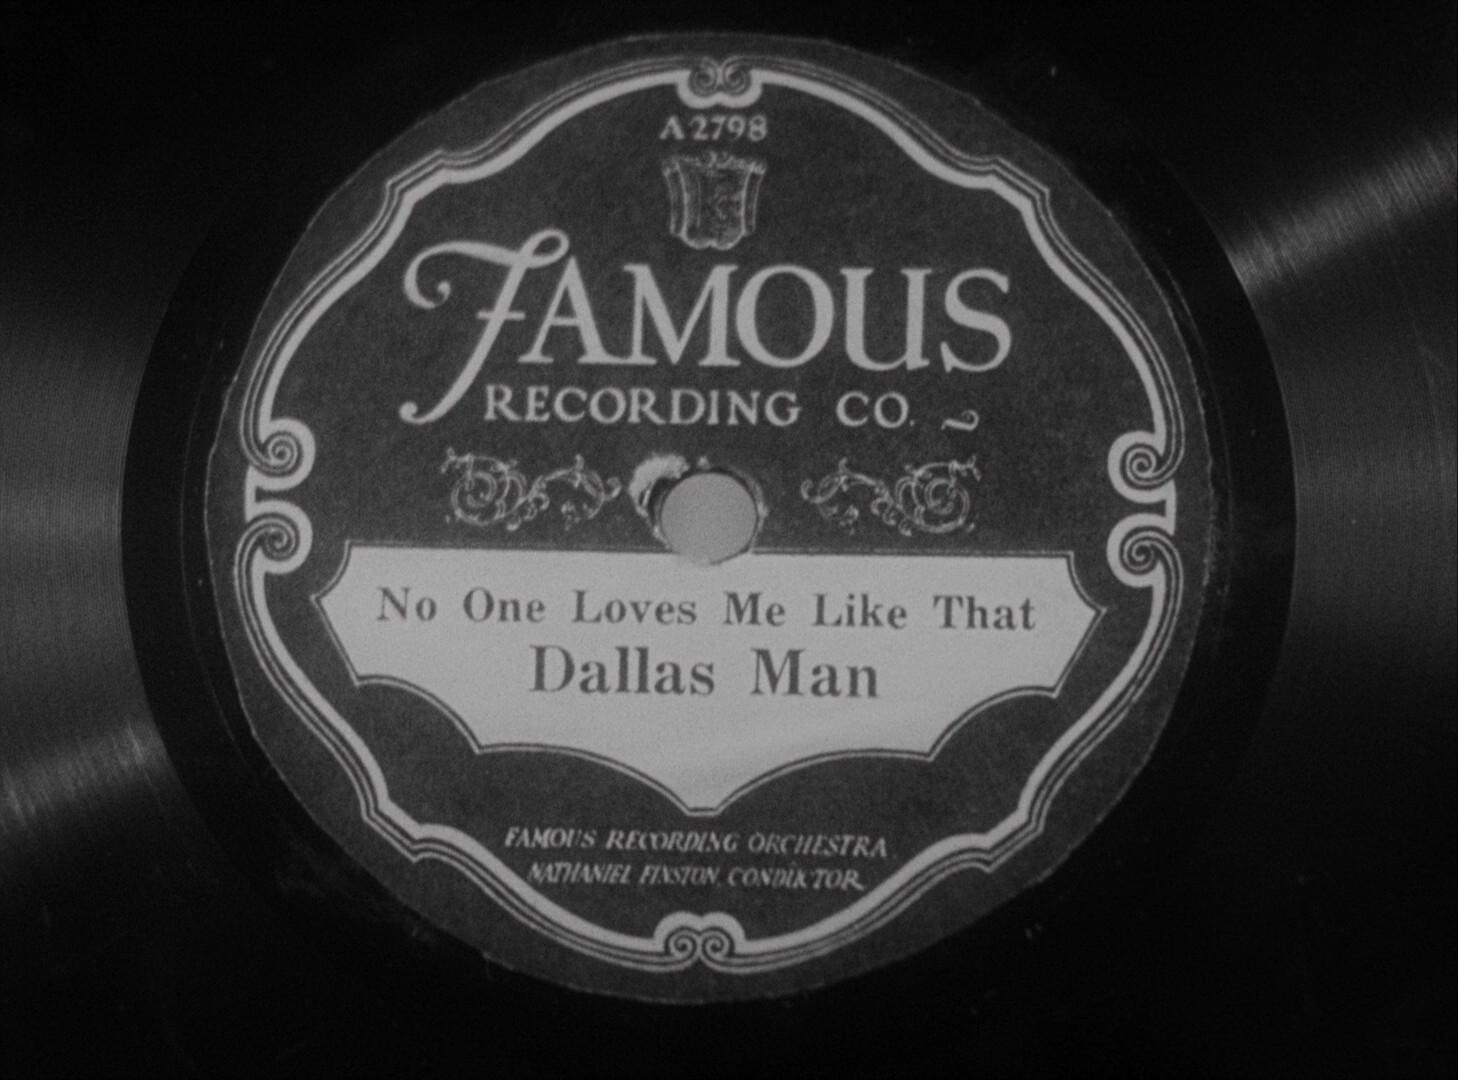 A2798
FAMOUS
RECORDING CO.
No One Loves Me Like That
Dallas Man
FAMOUS RECORDING ORCHESTRA
NATHANIEL FINSTON, CONDUCTOR